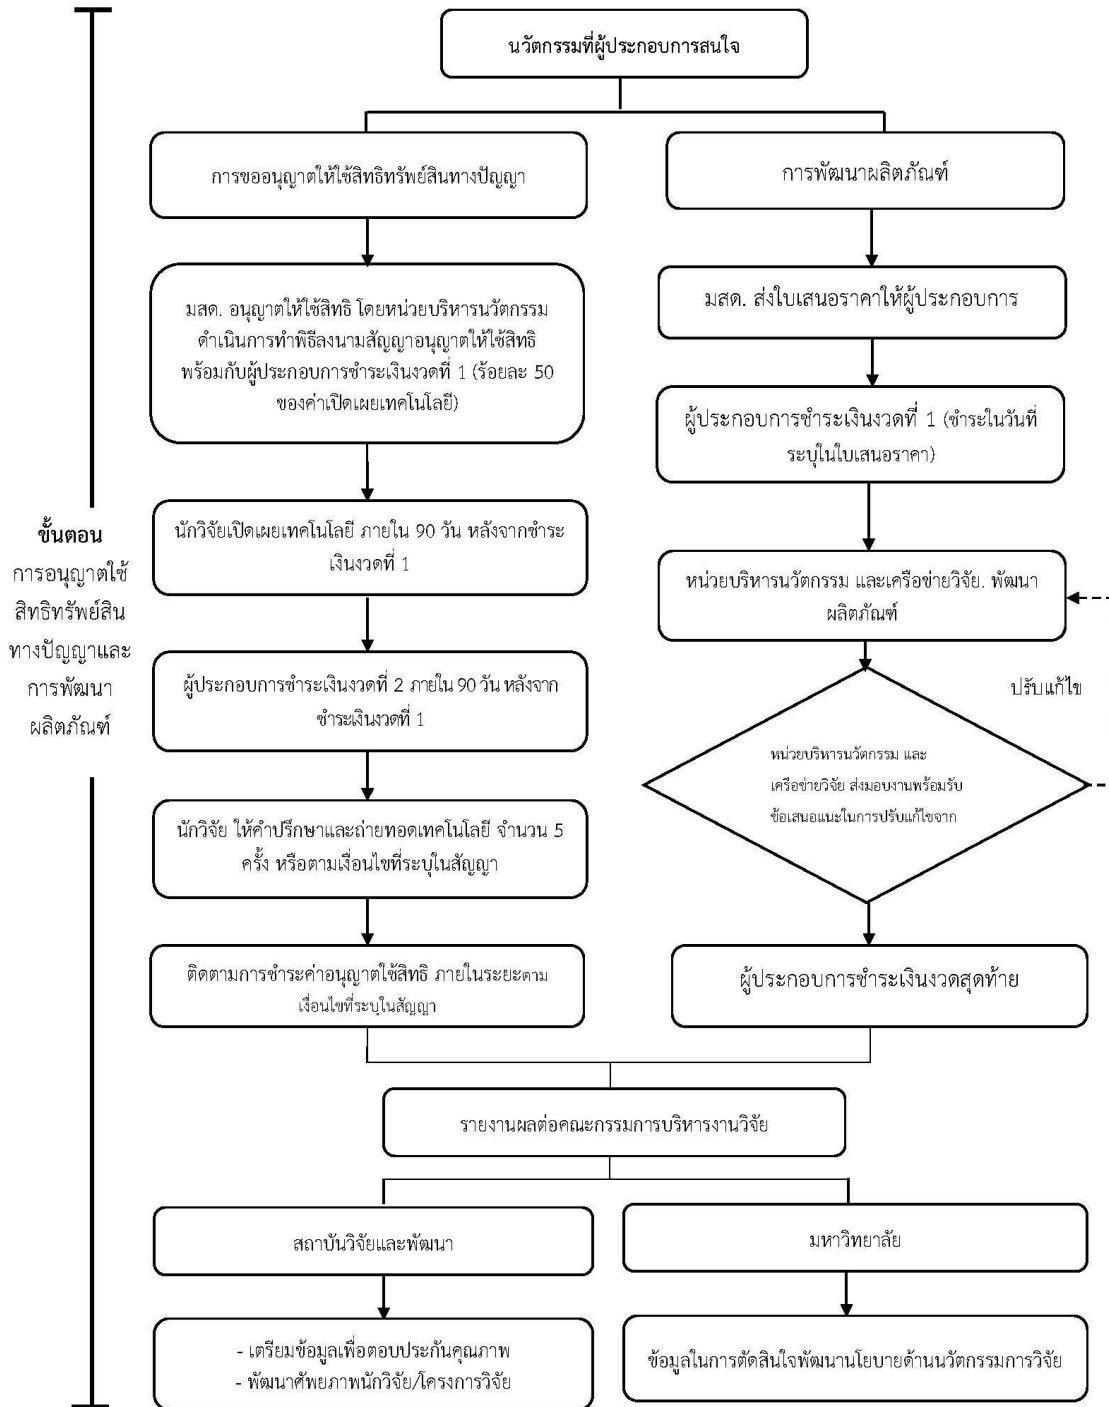 นวัตกรรมที่ผู้ประกอบการสนใจ
การขออนุญาตให้ใช้สิทธิทรัพย์สินทางปัญญา
การพัฒนาผลิตภัณฑ์
มสด. อนุญาตให้ใช้สิทธิ โดยหน่วยบริหารนวัตกรรม
ดำเนินการทำพิธีลงนามสัญญาอนุญาตให้ใช้สิทธิ
พร้อมกับผู้ประกอบการชำระเงินงวดที่ 1 (ร้อยละ 50
ของค่าเปิดเผยเทคโนโลยี)
มสด. ส่งใบเสนอราคาให้ผู้ประกอบการ
ผู้ประกอบการชำระเงินงวดที่ 1 (ชำระในวันที่
ระบุในใบเสนอราคา)
ขั้นตอน
การอนุญาตใช้
สิทธิทรัพย์สิน
ทางปัญญาและ
การพัฒนา
ผลิตภัณฑ์
นักวิจัยเปิดเผยเทคโนโลยี ภายใน 90 วัน หลังจากชำระ
เงินงวดที่ 1
หน่วยบริหารนวัตกรรม และเครือข่ายวิจัย. พัฒนา
ผลิตภัณฑ์
ผู้ประกอบการชำระเงินงวดที่ 2 ภายใน 90 วัน หลังจาก
ชำระเงินงวดที่ 1
ปรับแก้ไข
หน่วยบริหารนวัตกรรม และ
เครือข่ายวิจัย ส่งมอบงานพร้อมรับ
ข้อเสนอแนะในการปรับแก้ไขจาก
นักวิจัย ให้คำปรึกษาและถ่ายทอดเทคโนโลยี จำนวน 5
ครั้ง หรือตามเงื่อนไขที่ระบุในสัญญา
ติดตามการชำระค่าอนุญาตใช้สิทธิ ภายในระยะตาม
เงื่อนไขที่ระบุในสัญญา
ผู้ประกอบการชำระเงินงวดสุดท้าย
รายงานผลต่อคณะกรรมการบริหารงานวิจัย
สถาบันวิจัยและพัฒนา
มหาวิทยาลัย
- เตรียมข้อมูลเพื่อตอบประกันคุณภาพ
- พัฒนาศัพยภาพนักวิจัย/โครงการวิจัย
ข้อมูลในการตัดสินใจพัฒนานโยบายด้านนวัตกรรมการวิจัย